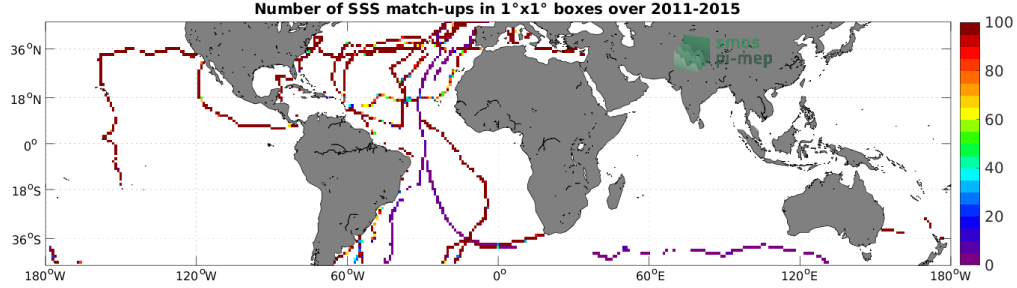 Number of SSS match-ups in 1°x1° boxes over 2011-2015
smos
pi-mep
36°N
18°N
0°
18°S
36°S
180°W 120°W 60°W 0° 60°E 120°E 180°W
100
80
60
40
20
0